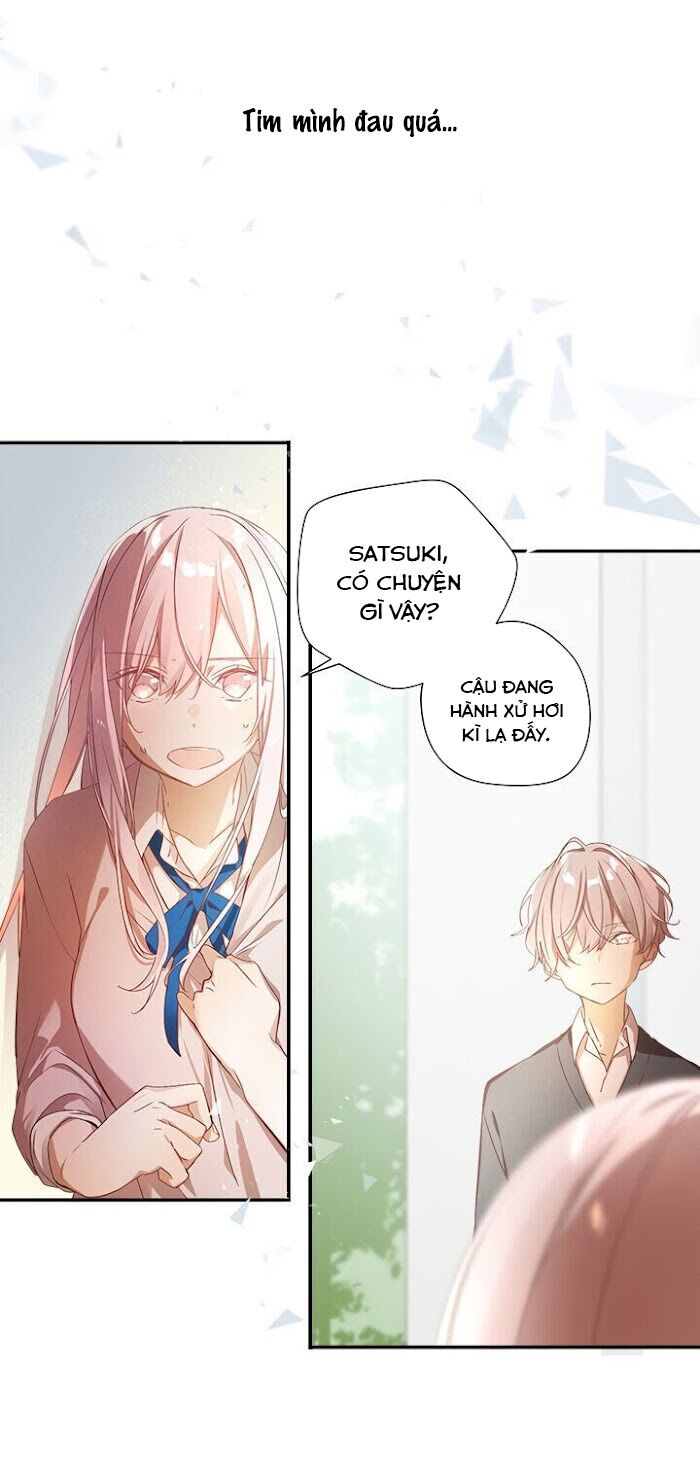 Tim mình đau quá...
SATSUKI,
CÓ CHUYỆN
GÌ VẬY?
CẬU ĐANG
HÀNH XỬ HƠI
KÌ LẠ ĐẤY.